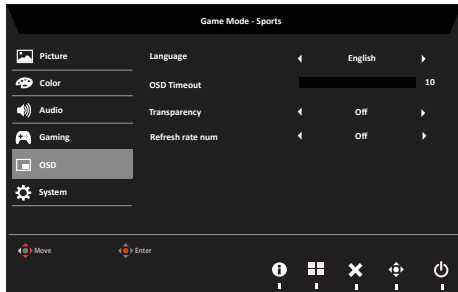 Game Mode - Sports
Picture
Language English
Color
OSD Timeout 10
Audio
Transparency Off
Gaming
Refresh rate num Off
OSD
System
Move Enter